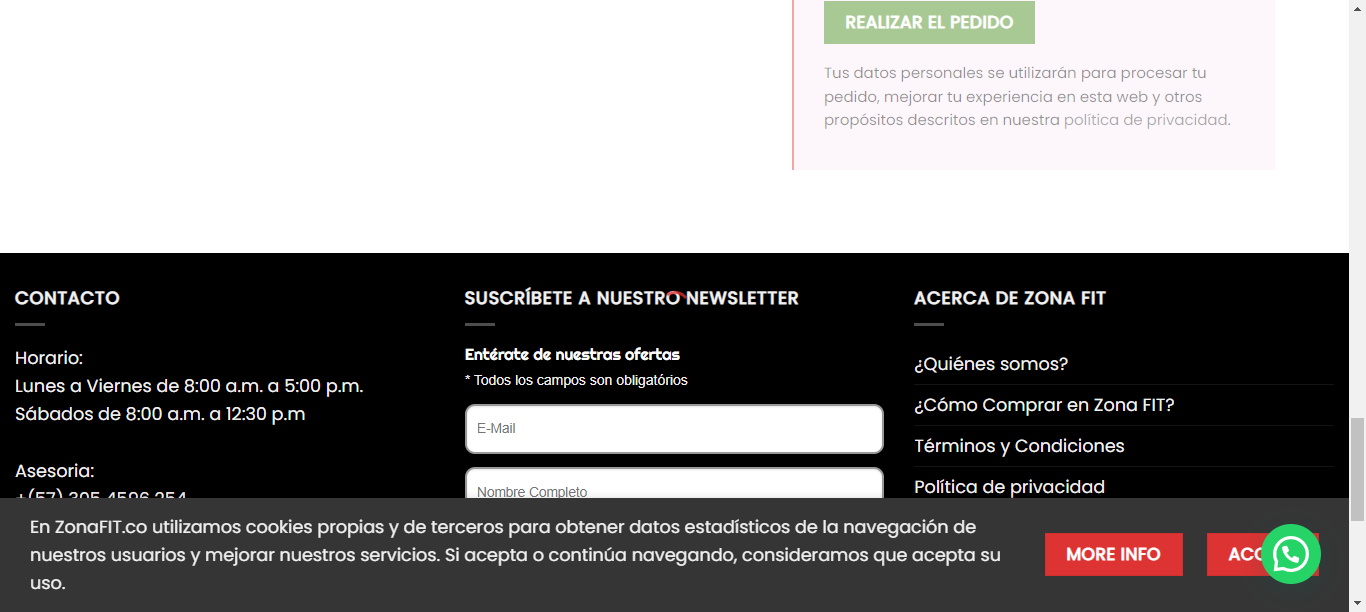 REALIZAR EL PEDIDO
Tus datos personales se utilizarán para procesar tu
pedido, mejorar tu experiencia en esta web y otros
propósitos descritos en nuestra política de privacidad.
CONTACTO
Horario:
Lunes a Viernes de 8:00 a.m. a 5:00 p.m.
Sábados de 8:00 a.m. a 12:30 p.m
Asesoria:
+(57) 305 4596 254
SUSCRÍBETE A NUESTRO NEWSLETTER
Entérate de nuestras ofertas
* Todos los campos son obligatórios
E-Mail
Nombre Completo
ACERCA DE ZONA FIT
¿Quiénes somos?
¿Cómo Comprar en Zona FIT?
Términos y Condiciones
Política de privacidad
En ZonaFIT.co utilizamos cookies propias y de terceros para obtener datos estadísticos de la navegación de
nuestros usuarios y mejorar nuestros servicios. Si acepta o continúa navegando, consideramos que acepta su
uso.
MORE INFO